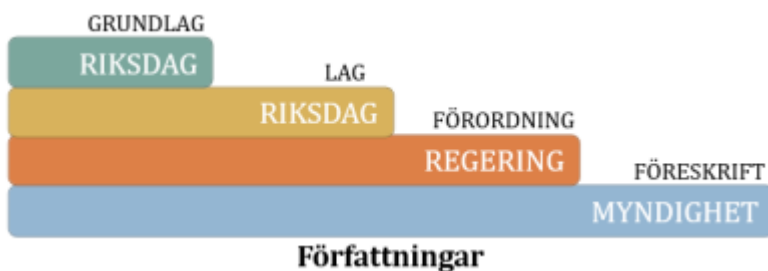 GRUNDLAG
RIKSDAG
LAG
RIKSDAG
FÖRORDNING
REGERING
FÖRESKRIFT
MYNDIGHET
Författningar